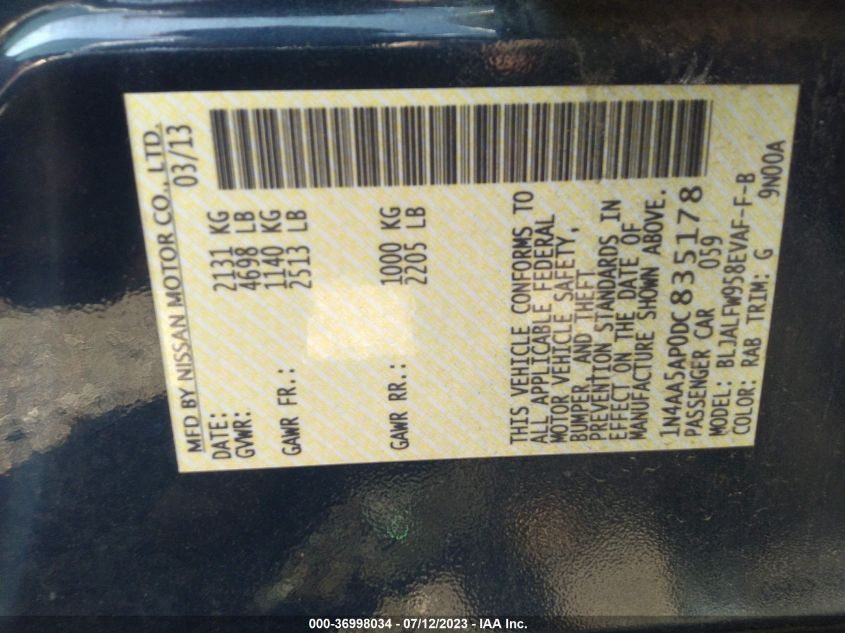 MFD BY NISSAN MOTOR CO., LTD.
DATE: 03/13
GVWR: 2131 KG
4698 LB
GAWR FR.: 1140 KG
2513 LB
GAWR RR.: 1000 KG
2205 LB
THIS VEHICLE CONFORMS TO
ALL APPLICABLE FEDERAL
MOTOR VEHICLE SAFETY,
BUMPER, AND THEFT
PREVENTION STANDARDS IN
EFFECT ON THE DATE OF
MANUFACTURE SHOWN ABOVE.
1N4AA5AP0DC835178
PASSENGER CAR 059
MODEL: BLJALFW958EVAF-F-B
COLOR: RAB TRIM: G 9N00A
000-36998034 - 07/12/2023 - IAA Inc.